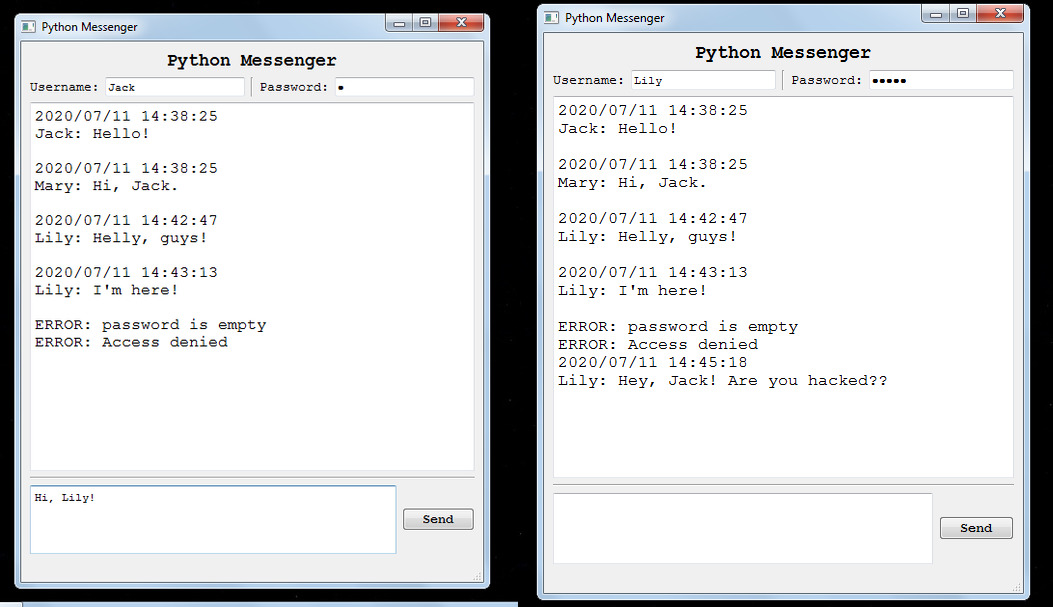 Python Messenger
Python Messenger
Username: Jack Password: •
2020/07/11 14:38:25
Jack: Hello!
2020/07/11 14:38:25
Mary: Hi, Jack.
2020/07/11 14:42:47
Lily: Helly, guys!
2020/07/11 14:43:13
Lily: I'm here!
ERROR: password is empty
ERROR: Access denied
Hi, Lily!
Send
Python Messenger
Python Messenger
Username: Lily Password: •••••
2020/07/11 14:38:25
Jack: Hello!
2020/07/11 14:38:25
Mary: Hi, Jack.
2020/07/11 14:42:47
Lily: Helly, guys!
2020/07/11 14:43:13
Lily: I'm here!
ERROR: password is empty
ERROR: Access denied
2020/07/11 14:45:18
Lily: Hey, Jack! Are you hacked??
Send